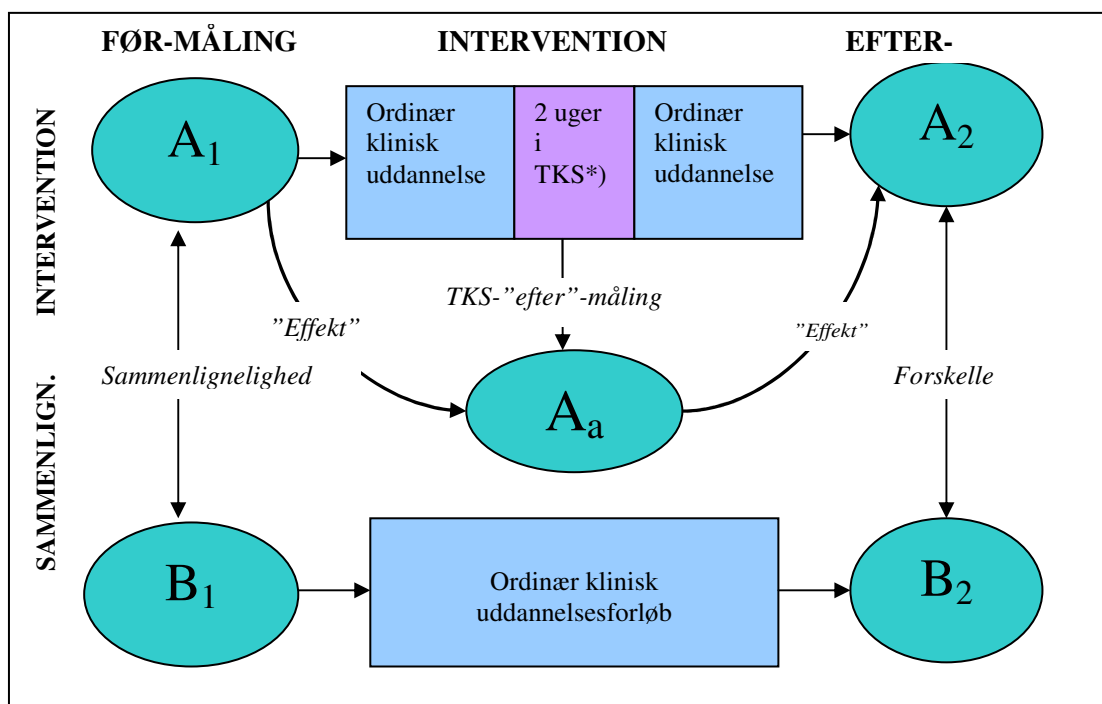 FØR-MÅLING
INTERVENTION
EFTER-
INTERVENTION
A1
Ordinær
klinisk
uddannelse
2 uger
i
TKS*)
Ordinær
klinisk
uddannelse
A2
TKS-”efter”-måling
”Effekt”
”Effekt”
Sammenlignelighed
Forskelle
Aa
SAMMENLIGN.
B1
Ordinær klinisk
uddannelsesforløb
B2